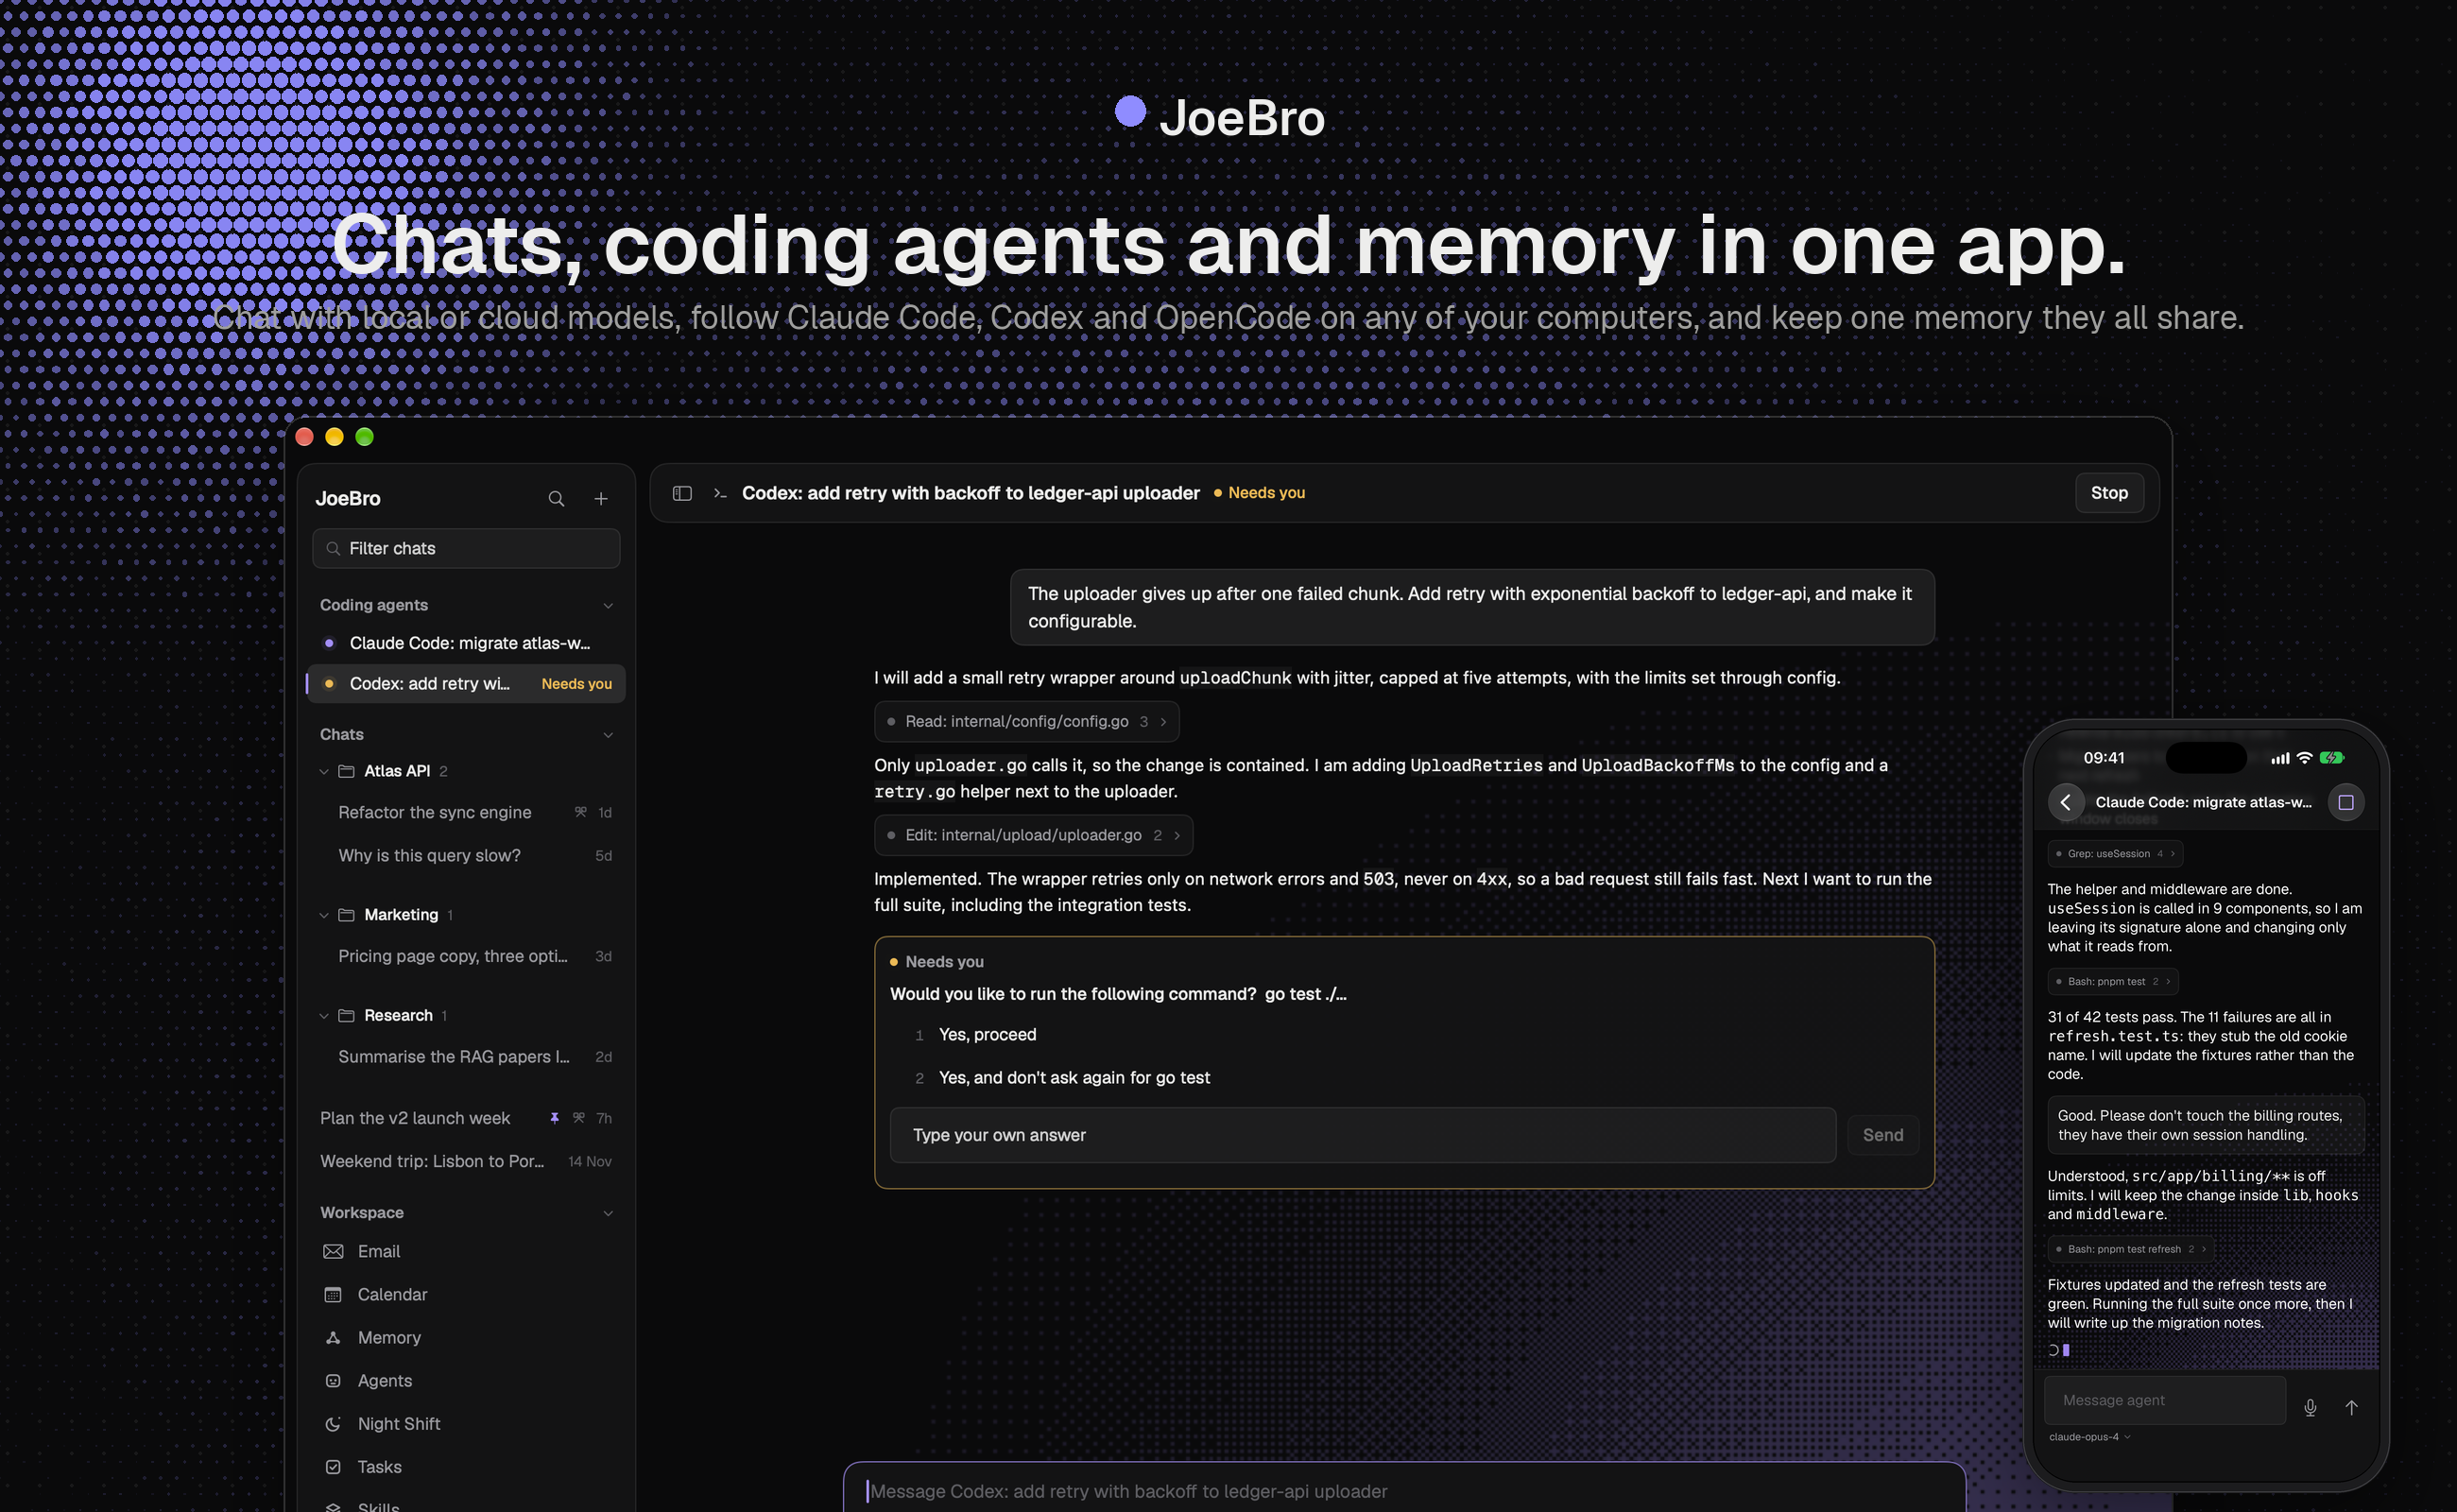 JoeBro
Chats, coding agents and memory in one app.
Chat with local or cloud models, follow Claude Code, Codex and OpenCode on any of your computers, and keep one memory they all share.
JoeBro
Filter chats
Coding agents
Claude Code: migrate atlas-w...
Codex: add retry wi... Needs you
Chats
Atlas API 2
Refactor the sync engine 1d
Why is this query slow? 5d
Marketing 1
Pricing page copy, three opti... 3d
Research 1
Summarise the RAG papers I... 2d
Plan the v2 launch week 7h
Weekend trip: Lisbon to Por... 14 Nov
Workspace
Email
Calendar
Memory
Agents
Night Shift
Tasks
Skills
Codex: add retry with backoff to ledger-api uploader Needs you Stop
The uploader gives up after one failed chunk. Add retry with exponential backoff to ledger-api, and make it
configurable.
I will add a small retry wrapper around uploadChunk with jitter, capped at five attempts, with the limits set through config.
Read: internal/config/config.go 3
Only uploader.go calls it, so the change is contained. I am adding UploadRetries and UploadBackoffMs to the config and a
retry.go helper next to the uploader.
Edit: internal/upload/uploader.go 2
Implemented. The wrapper retries only on network errors and 503, never on 4xx, so a bad request still fails fast. Next I want to run the
full suite, including the integration tests.
Needs you
Would you like to run the following command? go test ./...
1 Yes, proceed
2 Yes, and don't ask again for go test
Type your own answer Send
Message Codex: add retry with backoff to ledger-api uploader
09:41
Claude Code: migrate atlas-w...
window closes
Grep: useSession 4
The helper and middleware are done.
useSession is called in 9 components, so I am
leaving its signature alone and changing only
what it reads from.
Bash: pnpm test 2
31 of 42 tests pass. The 11 failures are all in
refresh.test.ts: they stub the old cookie
name. I will update the fixtures rather than the
code.
Good. Please don't touch the billing routes,
they have their own session handling.
Understood, src/app/billing/** is off
limits. I will keep the change inside lib, hooks
and middleware.
Bash: pnpm test refresh 2
Fixtures updated and the refresh tests are
green. Running the full suite once more, then I
will write up the migration notes.
Message agent
claude-opus-4